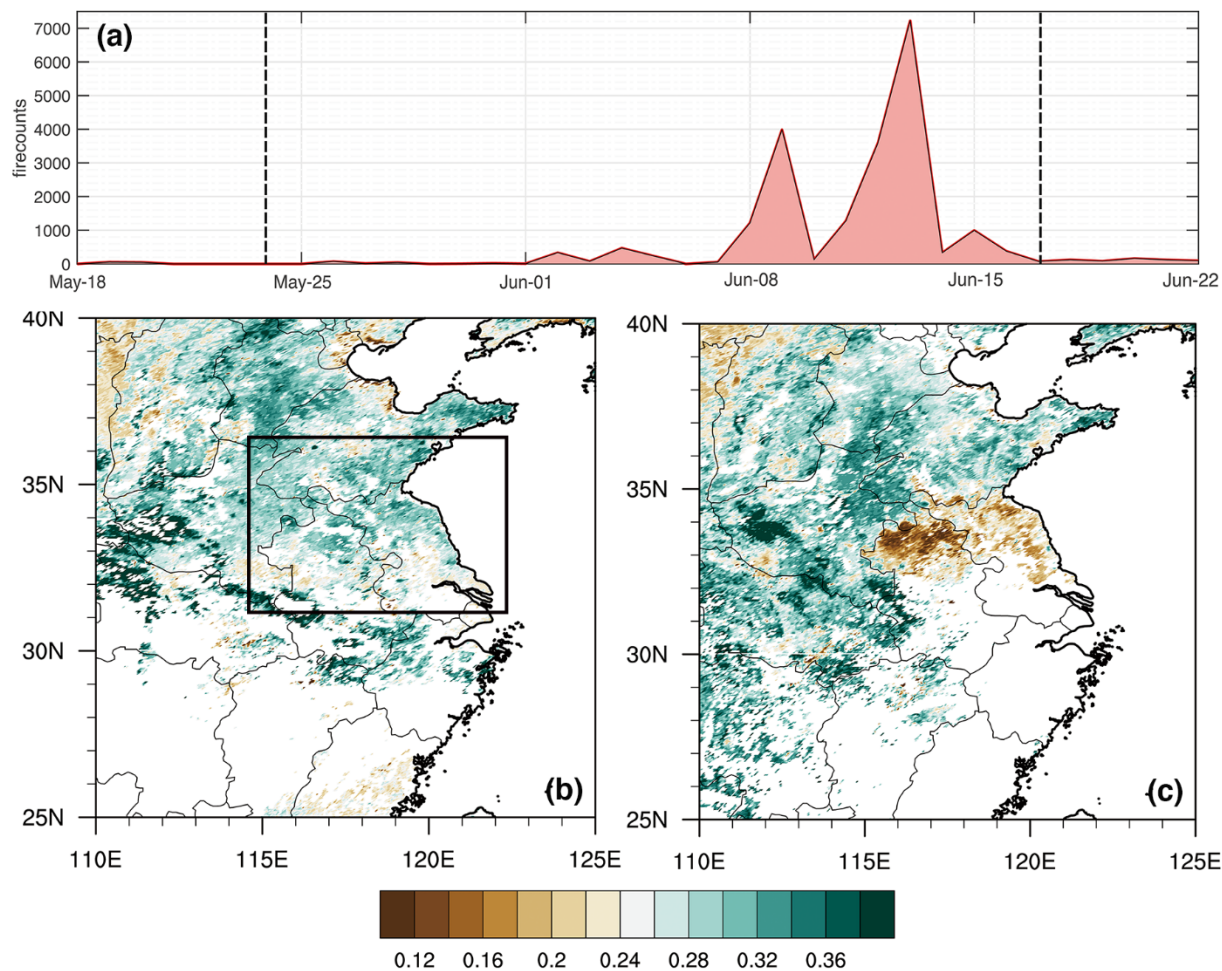 (a)
firecounts
7000
6000
5000
4000
3000
2000
1000
0
May-18 May-25 Jun-01 Jun-08 Jun-15 Jun-22
40N
35N
30N
25N
110E 115E 120E 125E
(b)
40N
35N
30N
25N
110E 115E 120E 125E
(c)
0.12 0.16 0.2 0.24 0.28 0.32 0.36